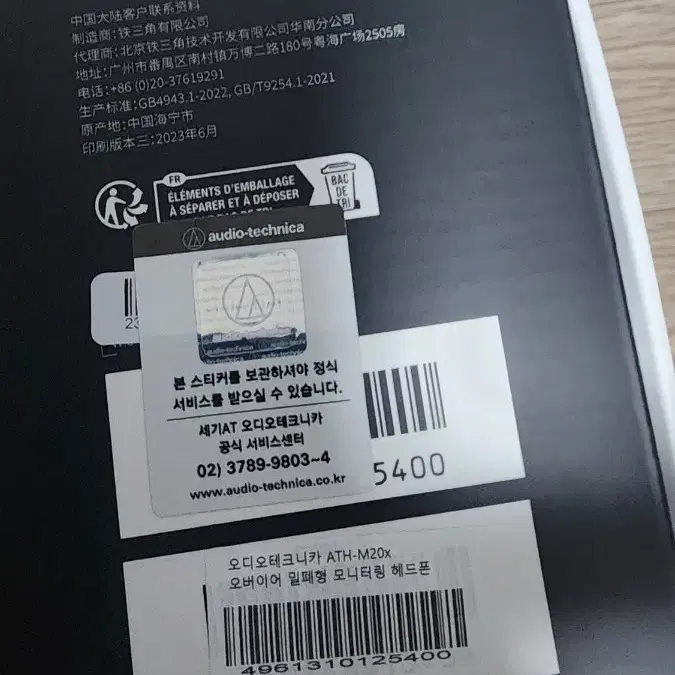 中国大陆客户联系资料
制造商:铁三角有限公司
代理商:北京铁三角技术开发有限公司华南分公司
地址:广州市番禺区南村镇万博二路180号粤海广场2505房
电话:+86 (0)20-37619291
生产标准:GB4943.1-2022, GB/T9254.1-2021
原产地:中国海宁市
印刷版本三:2023年6月
FR
ÉLÉMENTS D'EMBALLAGE
À SÉPARER ET À DÉPOSER
BAC
DE
TRI
audio-technica
audio-technica
23
본 스티커를 보관하셔야 정식
서비스를 받으실 수 있습니다.
세기AT 오디오테크니카
공식 서비스센터
02) 3789-9803~4
www.audio-technica.co.kr
5400
오디오테크니카 ATH-M20x
오버이어 밀폐형 모니터링 헤드폰
4961310125400